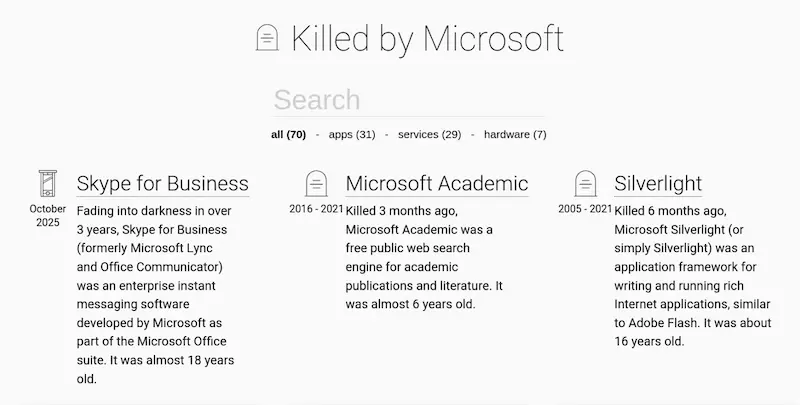 Killed by Microsoft
Search
all (70) - apps (31) - services (29) - hardware (7)
October
2025
Skype for Business
Fading into darkness in over
3 years, Skype for Business
(formerly Microsoft Lync
and Office Communicator)
was an enterprise instant
messaging software
developed by Microsoft as
part of the Microsoft Office
suite. It was almost 18 years
old.
2016 - 2021
Microsoft Academic
Killed 3 months ago,
Microsoft Academic was a
free public web search
engine for academic
publications and literature. It
was almost 6 years old.
2005 - 2021
Silverlight
Killed 6 months ago,
Microsoft Silverlight (or
simply Silverlight) was an
application framework for
writing and running rich
Internet applications, similar
to Adobe Flash. It was about
16 years old.